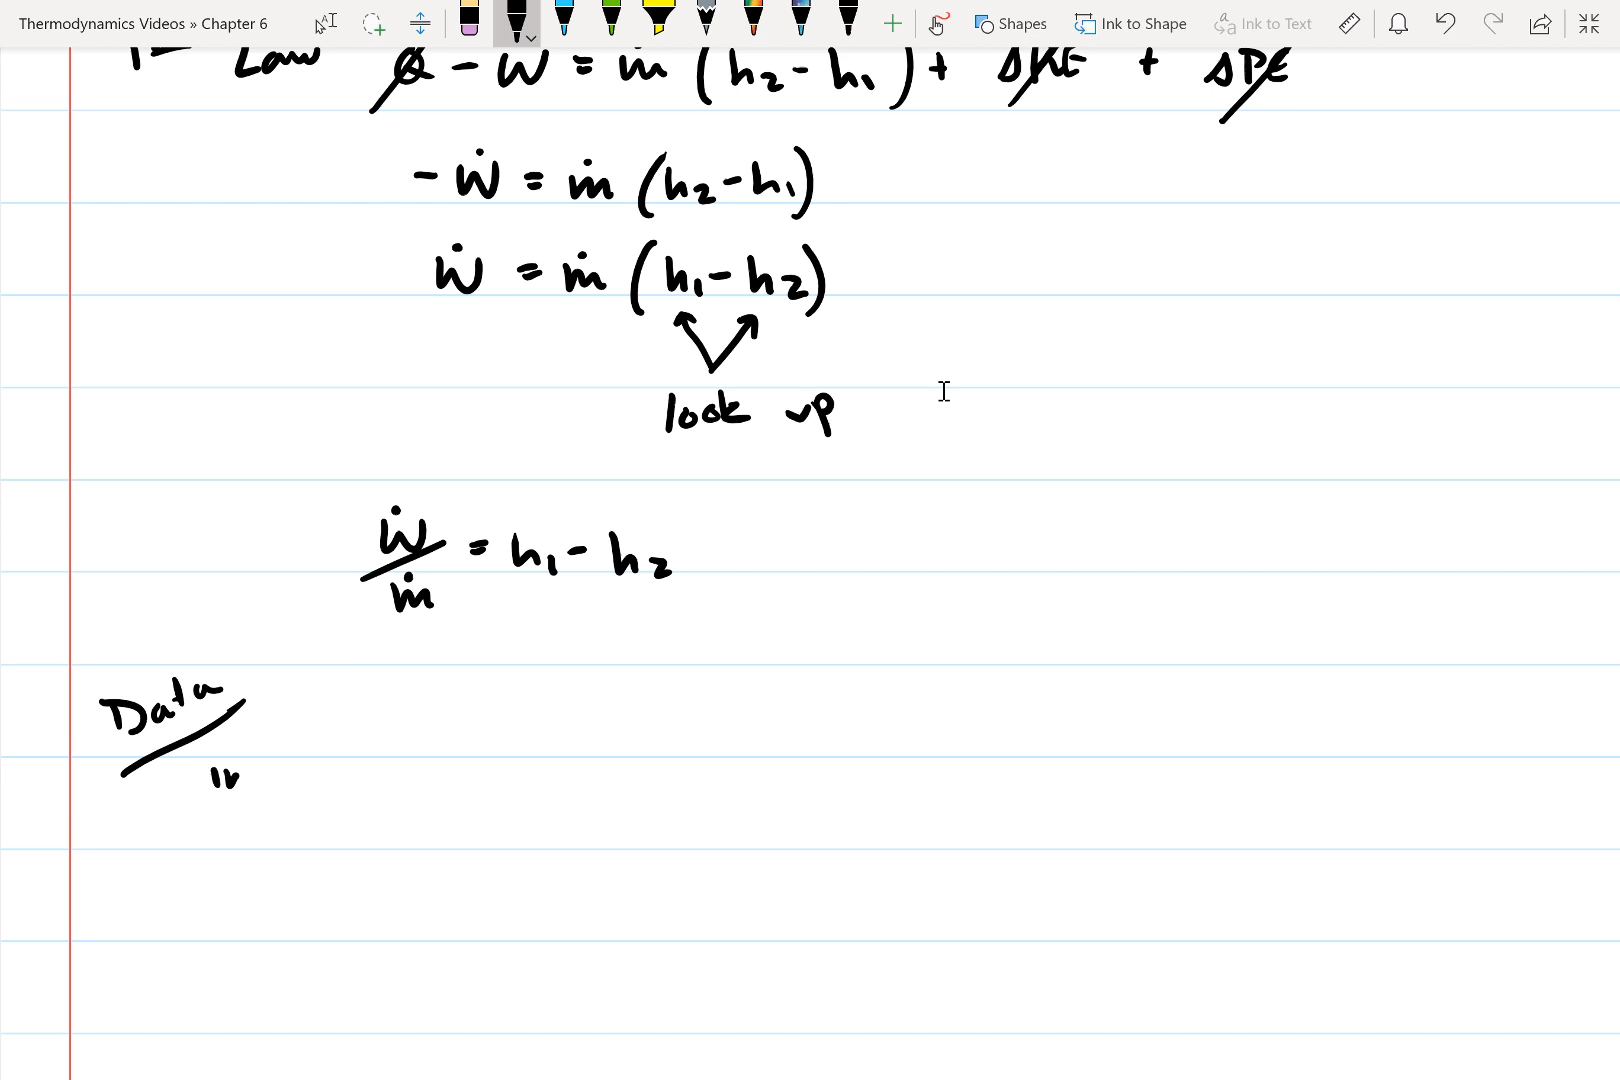 Thermodynamics Videos » Chapter 6
Shapes
Ink to Shape
Ink to Text
1st Law Q - W = ṁ (h₂ - h₁) + ΔKE + ΔPE
- Ẇ = ṁ (h₂ - h₁)
Ẇ = ṁ (h₁ - h₂)
look up
Ẇ/ṁ = h₁ - h₂
Data